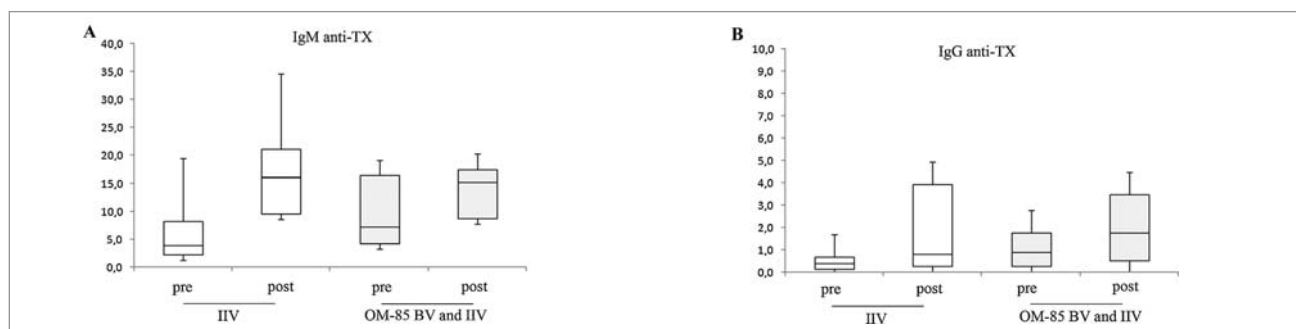 A
IgM anti-TX
40,0
35,0
30,0
25,0
20,0
15,0
10,0
5,0
0,0
pre post pre post
IIV OM-85 BV and IIV
B
IgG anti-TX
10,0
9,0
8,0
7,0
6,0
5,0
4,0
3,0
2,0
1,0
0,0
pre post pre post
IIV OM-85 BV and IIV